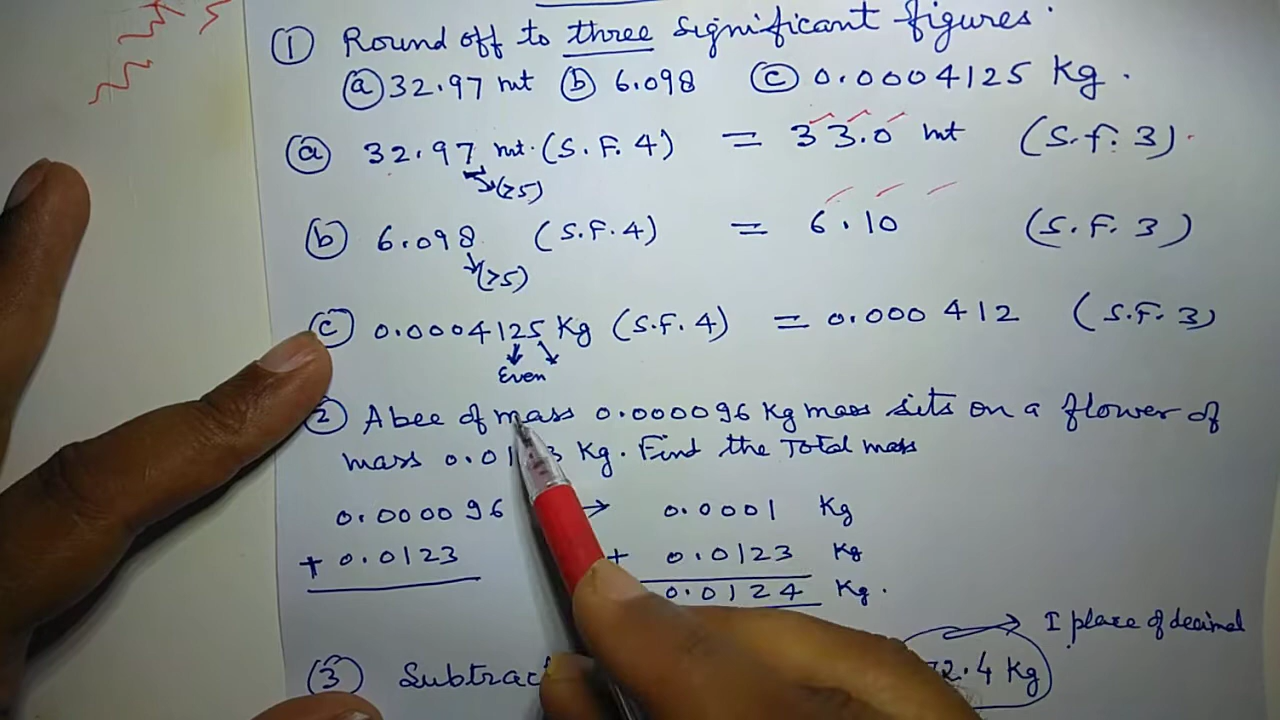 ① Round off to three significant figures.
ⓐ 32.97 mt ⓑ 6.098 ⓒ 0.0004125 Kg.
ⓐ 32.97 mt. (S.F. 4) = 33.0 mt (S.f. 3).
(>5)
ⓑ 6.098 (S.F. 4) = 6.10 (S.F. 3)
(>5)
ⓒ 0.0004125 Kg (S.F. 4) = 0.000412 (S.F. 3)
Even
② A bee of mass 0.000096 Kg mass sits on a flower of
mass Kg. Find the Total mass
0.000096 → 0.0001 Kg
+ 0.0123 + 0.0123 Kg
0.0124 Kg.
I place of decimal
③ Subtract 2.4 Kg